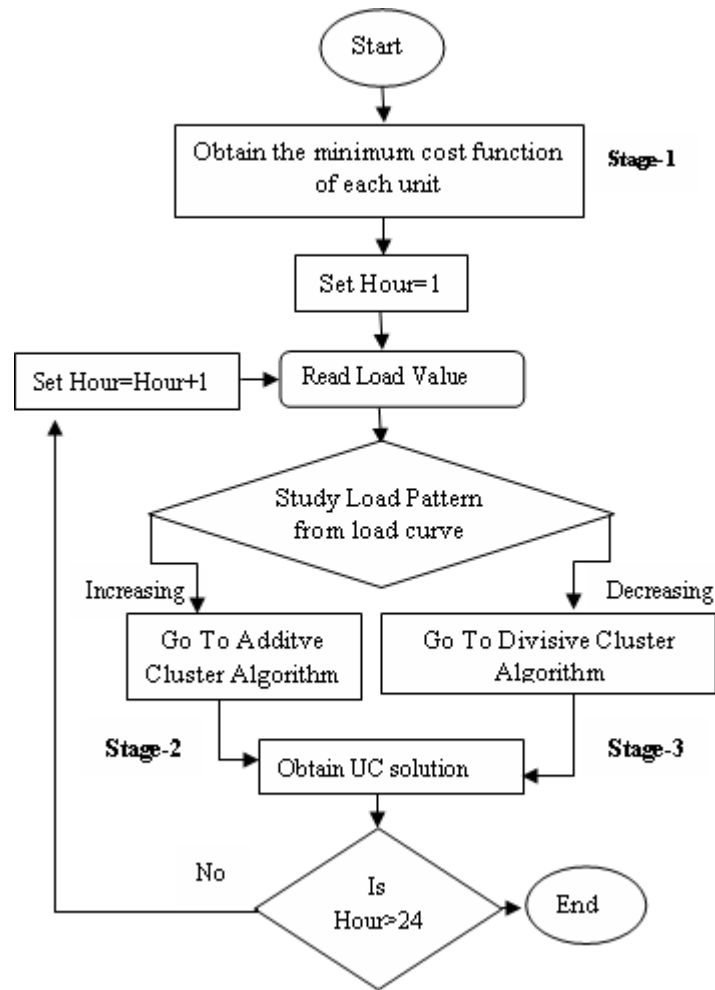 Start
Obtain the minimum cost function
of each unit
Stage-1
Set Hour=1
Set Hour=Hour+1
Read Load Value
Study Load Pattern
from load curve
Increasing
Decreasing
Go To Additve
Cluster Algorithm
Go To Divisive Cluster
Algorithm
Stage-2
Stage-3
Obtain UC solution
No
Is
Hour>24
End